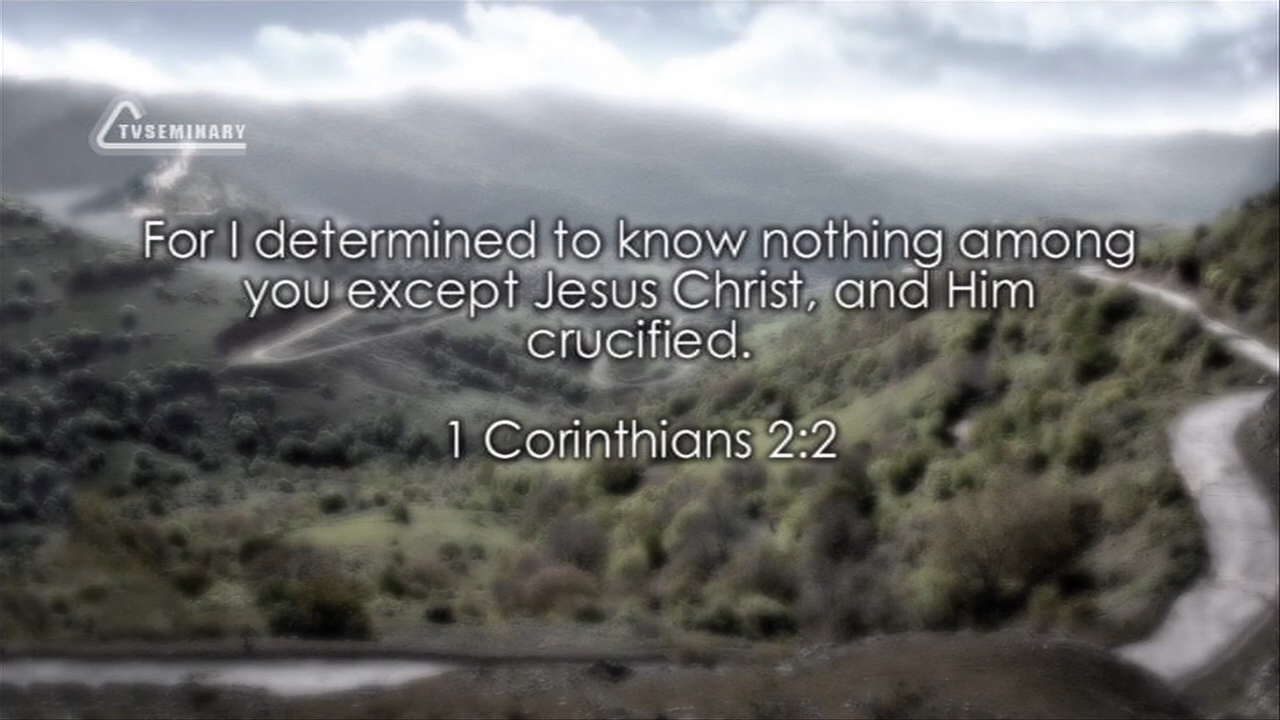 TVSEMINARY
For I determined to know nothing among
you except Jesus Christ, and Him
crucified.
1 Corinthians 2:2